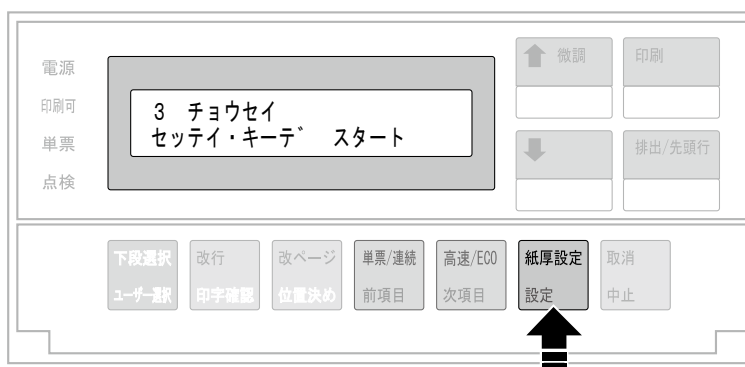 電源
印刷可
単票
点検
3 チョウセイ
セッテイ・キーデ スタート
微調
印刷
排出/先頭行
下段選択
ユーザー選択
改行
印字確認
改ページ
位置決め
単票/連続
前項目
高速/ECO
次項目
紙厚設定
設定
取消
中止